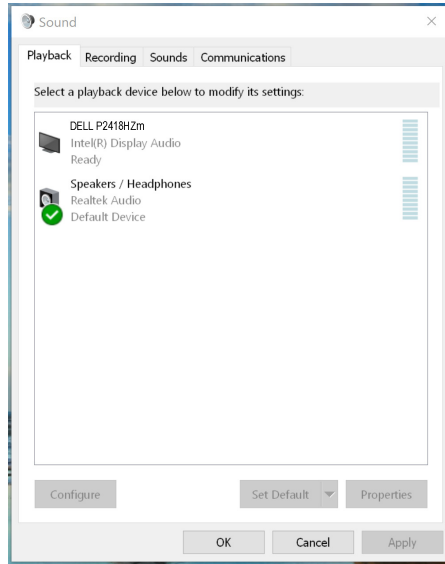 Sound
Playback Recording Sounds Communications
Select a playback device below to modify its settings:
DELL P2418HZm
Intel(R) Display Audio
Ready
Speakers / Headphones
Realtek Audio
Default Device
Configure Set Default Properties
OK Cancel Apply